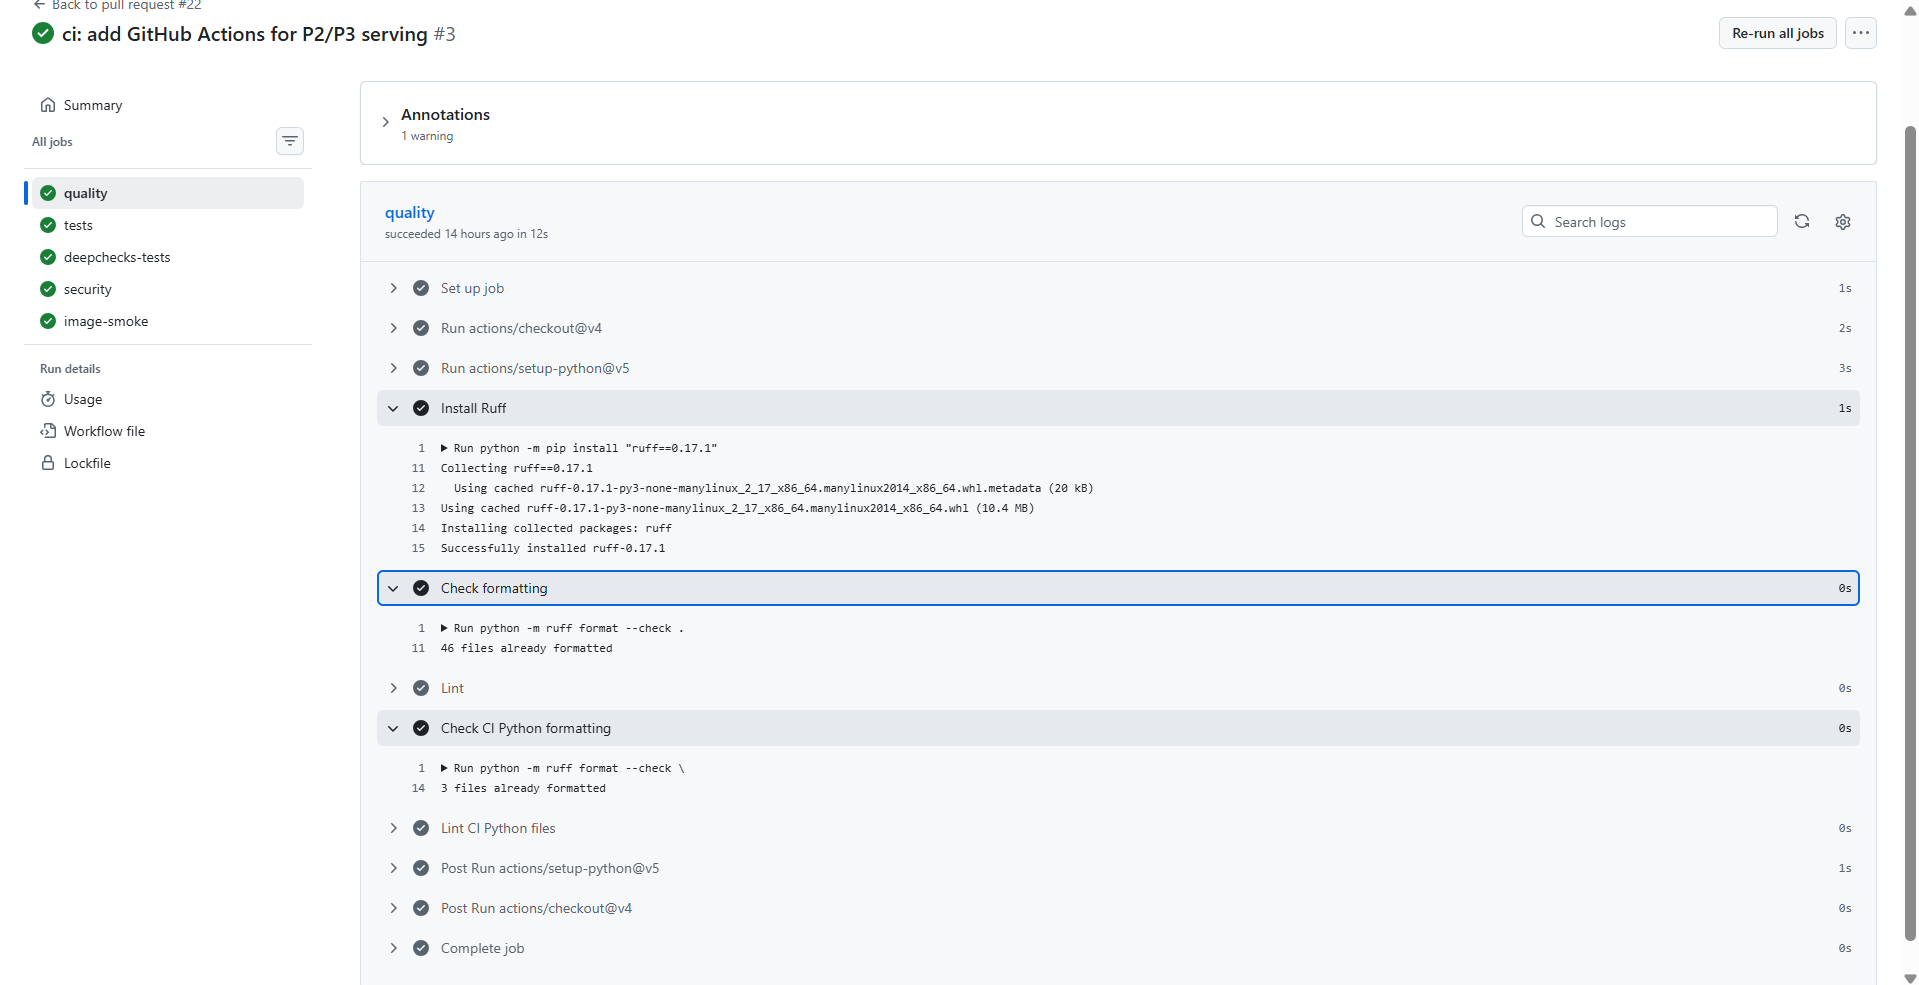 Back to pull request #22
ci: add GitHub Actions for P2/P3 serving #3
Re-run all jobs
Summary
All jobs
quality
tests
deepchecks-tests
security
image-smoke
Run details
Usage
Workflow file
Lockfile
Annotations
1 warning
quality
succeeded 14 hours ago in 12s
Search logs
Set up job 1s
Run actions/checkout@v4 2s
Run actions/setup-python@v5 3s
Install Ruff 1s
1 Run python -m pip install "ruff==0.17.1"
11 Collecting ruff==0.17.1
12 Using cached ruff-0.17.1-py3-none-manylinux_2_17_x86_64.manylinux2014_x86_64.whl.metadata (20 kB)
13 Using cached ruff-0.17.1-py3-none-manylinux_2_17_x86_64.manylinux2014_x86_64.whl (10.4 MB)
14 Installing collected packages: ruff
15 Successfully installed ruff-0.17.1
Check formatting 0s
1 Run python -m ruff format --check .
11 46 files already formatted
Lint 0s
Check CI Python formatting 0s
1 Run python -m ruff format --check \
14 3 files already formatted
Lint CI Python files 0s
Post Run actions/setup-python@v5 1s
Post Run actions/checkout@v4 0s
Complete job 0s